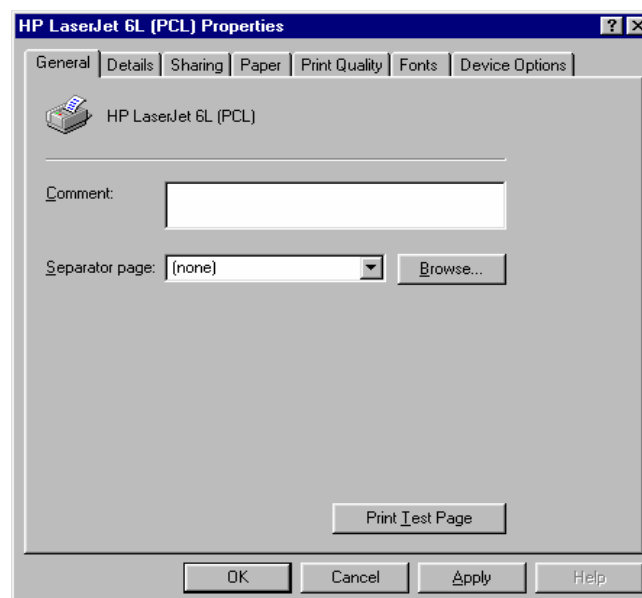 HP LaserJet 6L (PCL) Properties
General Details Sharing Paper Print Quality Fonts Device Options
HP LaserJet 6L (PCL)
Comment:
Separator page: (none) Browse...
Print Test Page
OK Cancel Apply Help